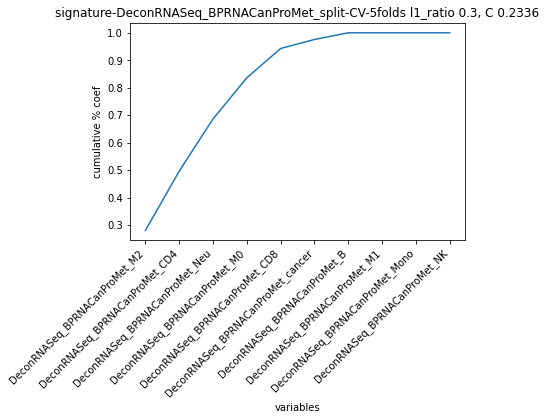 signature-DeconRNASeq_BPRNACanProMet_split-CV-5folds l1_ratio 0.3, C 0.2336
1.0
0.9
0.8
0.7
0.6
0.5
0.4
0.3
cumulative % coef
DeconRNASeq_BPRNACanProMet_M2
DeconRNASeq_BPRNACanProMet_CD4
DeconRNASeq_BPRNACanProMet_Neu
DeconRNASeq_BPRNACanProMet_M0
DeconRNASeq_BPRNACanProMet_CD8
DeconRNASeq_BPRNACanProMet_cancer
DeconRNASeq_BPRNACanProMet_B
DeconRNASeq_BPRNACanProMet_M1
DeconRNASeq_BPRNACanProMet_Mono
DeconRNASeq_BPRNACanProMet_NK
variables